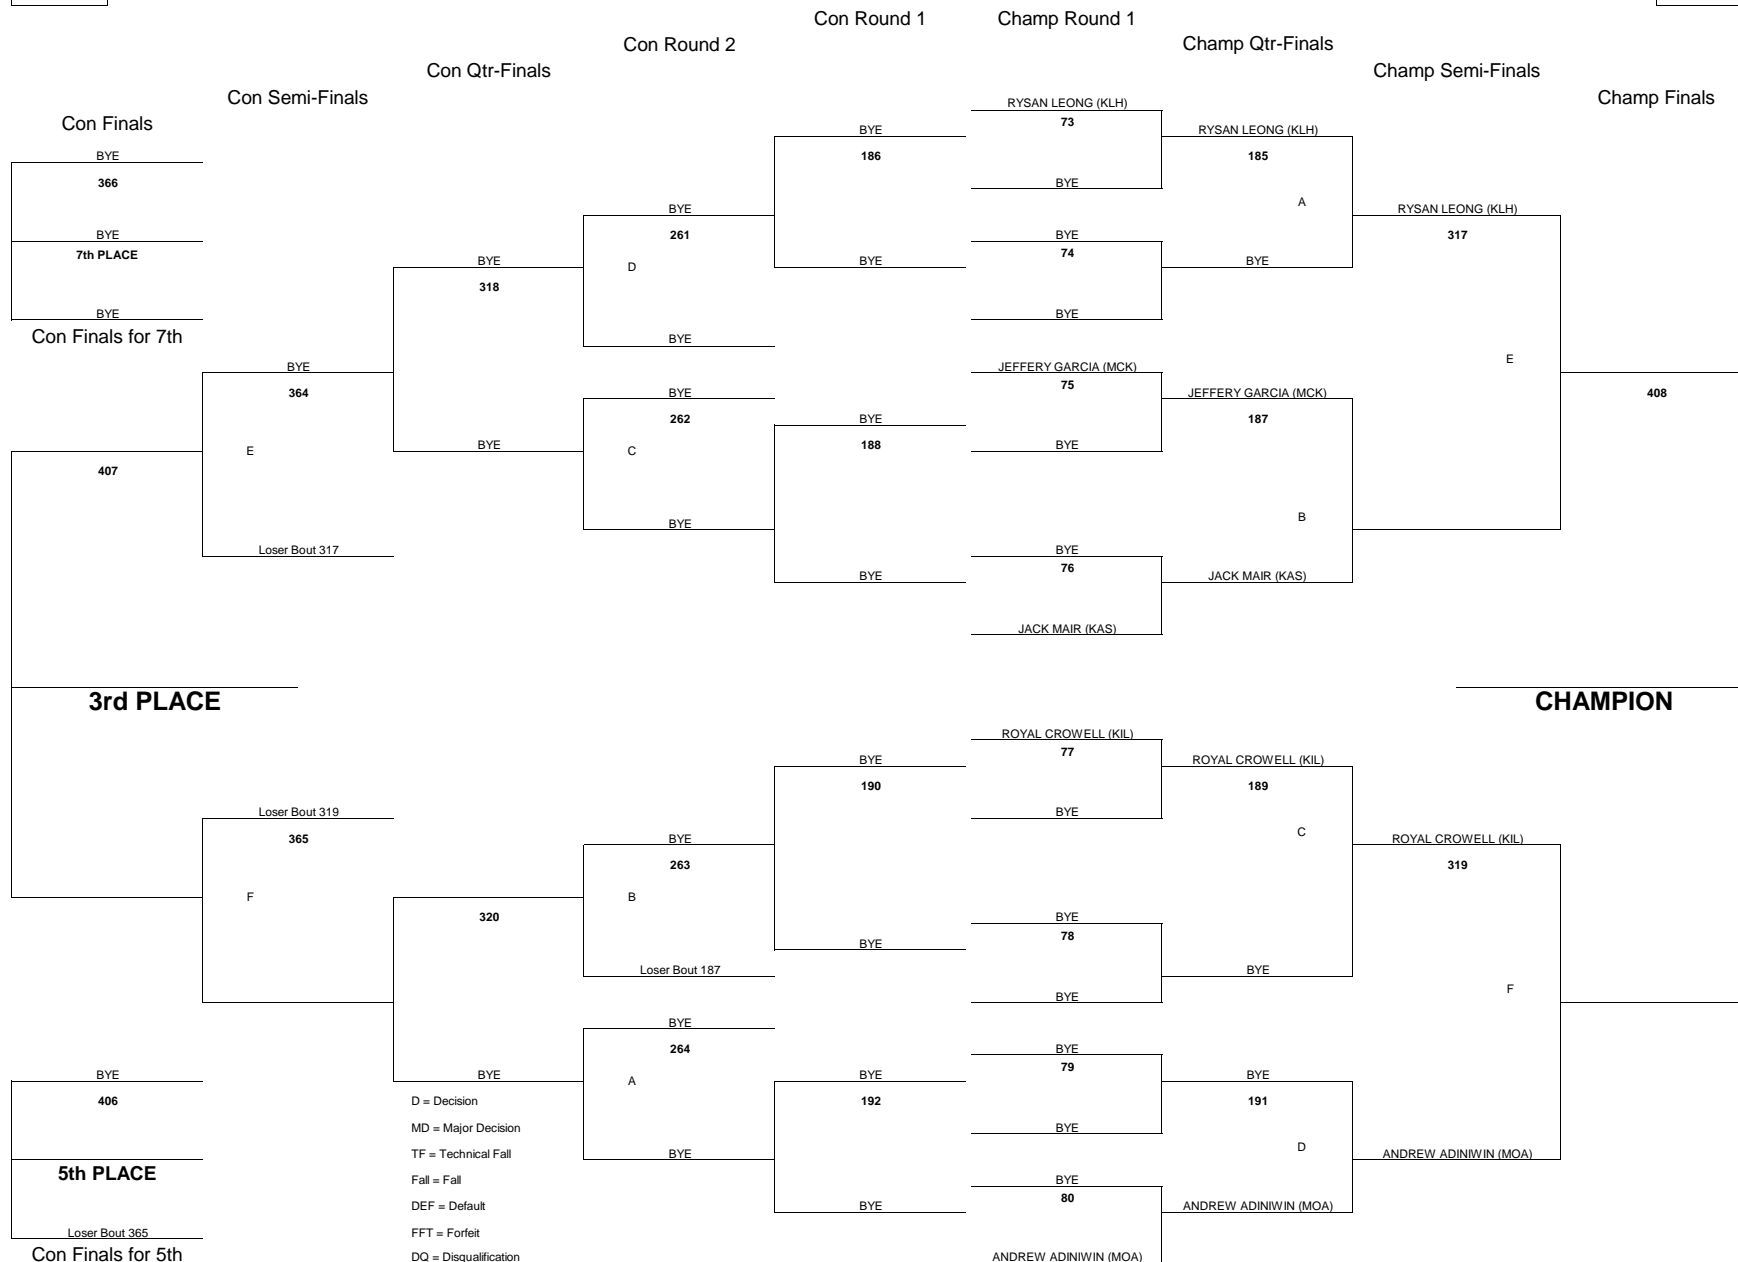 Con Round 1
Champ Round 1
Con Round 2
Champ Qtr-Finals
Con Qtr-Finals
Champ Semi-Finals
Con Semi-Finals
Champ Finals
Con Finals
RYSAN LEONG (KLH)
73
BYE
RYSAN LEONG (KLH)
BYE
186
185
366
BYE
A
BYE
RYSAN LEONG (KLH)
BYE
BYE
261
317
7th PLACE
74
BYE
D
BYE
BYE
318
BYE
BYE
Con Finals for 7th
BYE
E
BYE
JEFFERY GARCIA (MCK)
75
364
BYE
JEFFERY GARCIA (MCK)
408
262
BYE
187
188
BYE
E
BYE
C
407
B
BYE
Loser Bout 317
BYE
76
BYE
JACK MAIR (KAS)
JACK MAIR (KAS)
3rd PLACE
CHAMPION
ROYAL CROWELL (KIL)
77
BYE
ROYAL CROWELL (KIL)
190
189
Loser Bout 319
BYE
C
365
BYE
ROYAL CROWELL (KIL)
263
319
F
B
320
BYE
78
BYE
Loser Bout 187
BYE
F
BYE
BYE
264
BYE
79
BYE
BYE
A
BYE
BYE
406
D = Decision
192
191
MD = Major Decision
BYE
D
TF = Technical Fall
BYE
ANDREW ADINIWIN (MOA)
5th PLACE
Fall = Fall
BYE
80
DEF = Default
BYE
ANDREW ADINIWIN (MOA)
Loser Bout 365
FFT = Forfeit
Con Finals for 5th
DQ = Disqualification
ANDREW ADINIWIN (MOA)